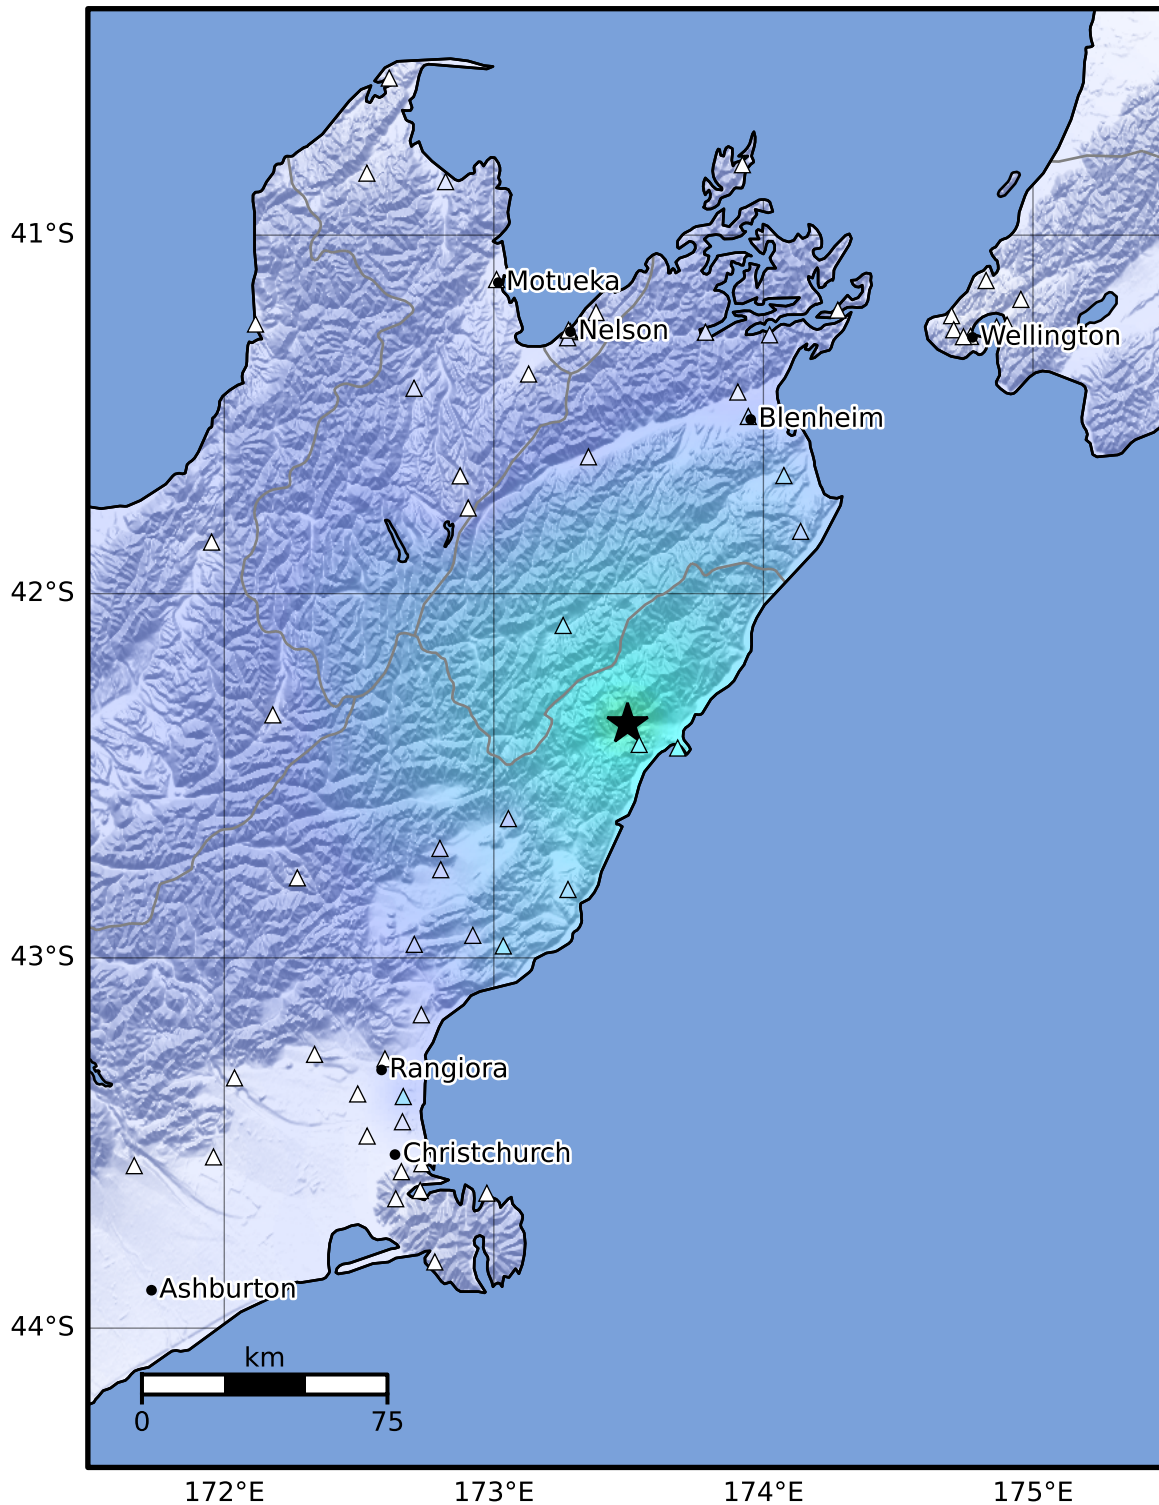 41°S
Motueka
Nelson
Wellington
Blenheim
42°S
43°S
Rangiora
Christchurch
Ashburton
44°S
km
0 75
172°E 173°E 174°E 175°E